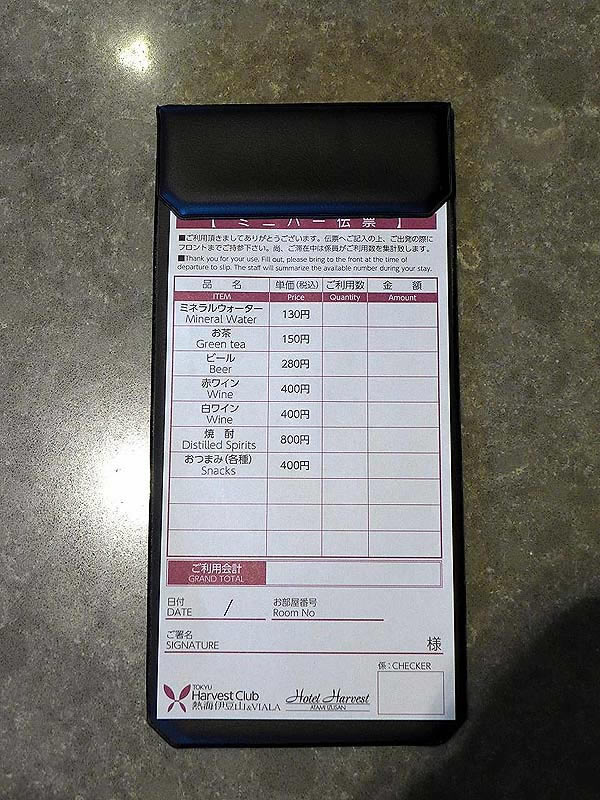 【ミニバー伝票】
■ご利用頂きましてありがとうございます。伝票へご記入の上、ご出発の際に
フロントまでご持参下さい。尚、ご滞在中は係員がご利用数を集計致します。
■Thank you for your use. Fill out, please bring to the front at the time of
departure to slip. The staff will summarize the available number during your stay.
品 名 単価(税込) ご利用数 金 額
ITEM Price Quantity Amount
ミネラルウォーター
Mineral Water 130円
お茶
Green tea 150円
ビール
Beer 280円
赤ワイン
Wine 400円
白ワイン
Wine 400円
焼 酎
Distilled Spirits 800円
おつまみ(各種)
Snacks 400円
ご利用会計
GRAND TOTAL
日付 お部屋番号
DATE / Room No
ご署名
SIGNATURE 様
係:CHECKER
TOKYU
Harvest Club
熱海伊豆山&VIALA
Hotel Harvest
ATAMI IZUSAN